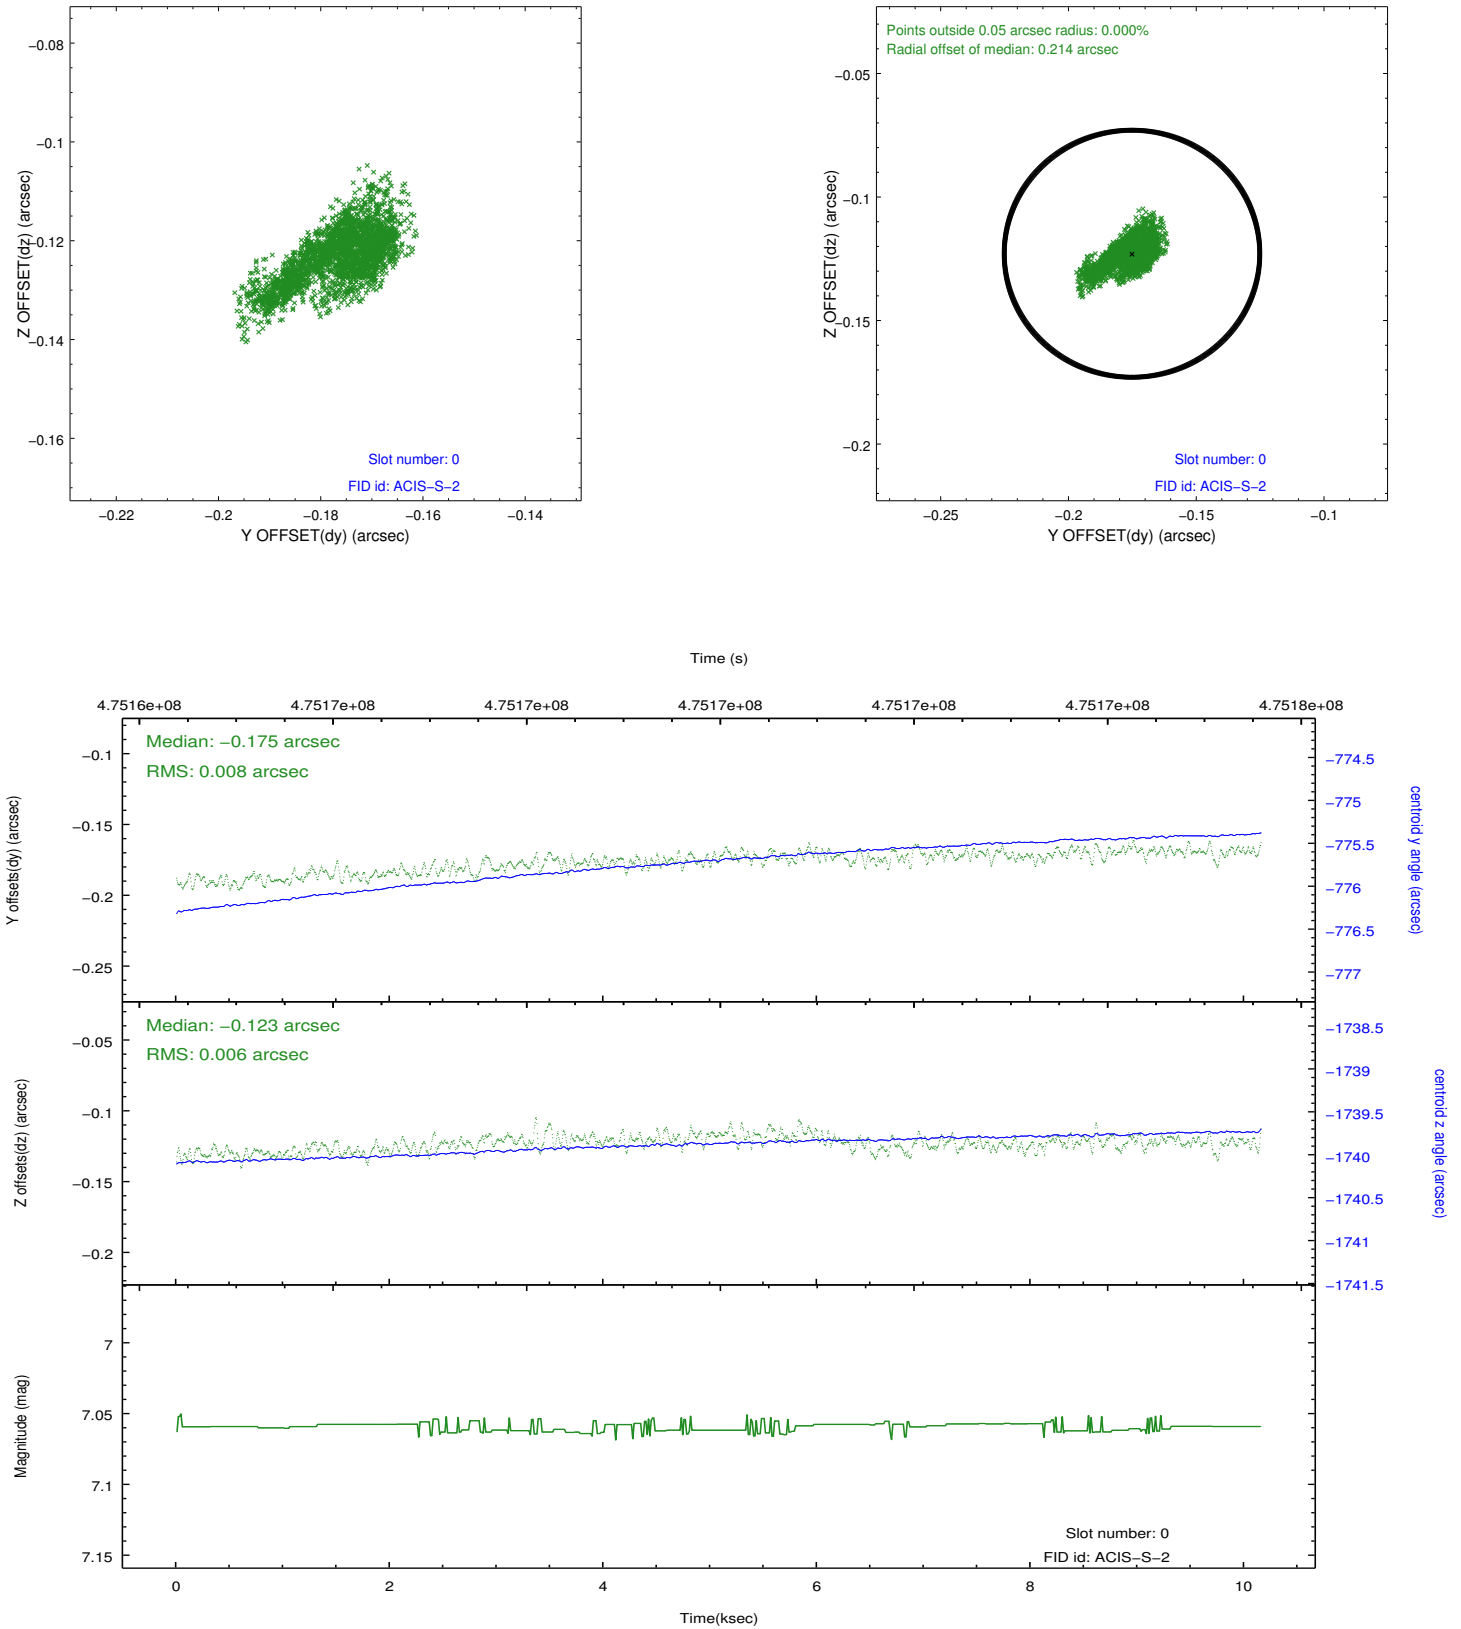 −0.08
−0.1
−0.12
−0.14
−0.16
Z OFFSET(dz) (arcsec)
Slot number: 0
FID id: ACIS−S−2
−0.22
−0.2
−0.18
−0.16
−0.14
Y OFFSET(dy) (arcsec)
Points outside 0.05 arcsec radius: 0.000%
Radial offset of median: 0.214 arcsec
−0.05
−0.1
−0.15
−0.2
Z OFFSET(dz) (arcsec)
Slot number: 0
FID id: ACIS−S−2
−0.25
−0.2
−0.15
−0.1
Y OFFSET(dy) (arcsec)
Time (s)
4.7516e+08
4.7517e+08
4.7517e+08
4.7517e+08
4.7517e+08
4.7517e+08
4.7518e+08
Median: −0.175 arcsec
RMS: 0.008 arcsec
−0.1
−0.15
−0.2
−0.25
Y offsets(dy) (arcsec)
−774.5
−775
−775.5
−776
−776.5
−777
centroid y angle (arcsec)
Median: −0.123 arcsec
RMS: 0.006 arcsec
−0.05
−0.1
−0.15
−0.2
Z offsets(dz) (arcsec)
−1738.5
−1739
−1739.5
−1740
−1740.5
−1741
−1741.5
centroid z angle (arcsec)
7
7.05
7.1
7.15
Magnitude (mag)
Slot number: 0
FID id: ACIS−S−2
0
2
4
6
8
10
Time(ksec)